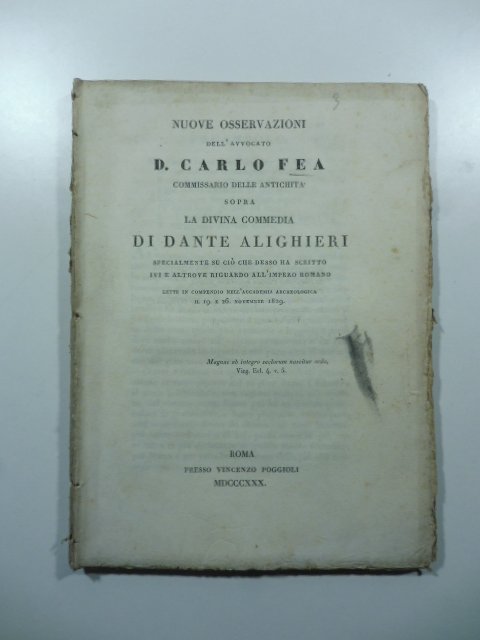 NUOVE OSSERVAZIONI
DELL'AVVOCATO
D. CARLO FEA
COMMISSARIO DELLE ANTICHITA'
SOPRA
LA DIVINA COMMEDIA
DI DANTE ALIGHIERI
SPECIALMENTE SU CIÒ CHE DESSO HA SCRITTO
IVI E ALTROVE RIGUARDO ALL'IMPERO ROMANO
LETTE IN COMPENDIO NELL'ACCADEMIA ARCHEOLOGICA
IL 19. E 26. NOVEMBRE 1829.
Magnus ab integro seclorum nascitur ordo,
Virg. Ecl. 4. v. 5.
ROMA
PRESSO VINCENZO POGGIOLI
MDCCCXXX.